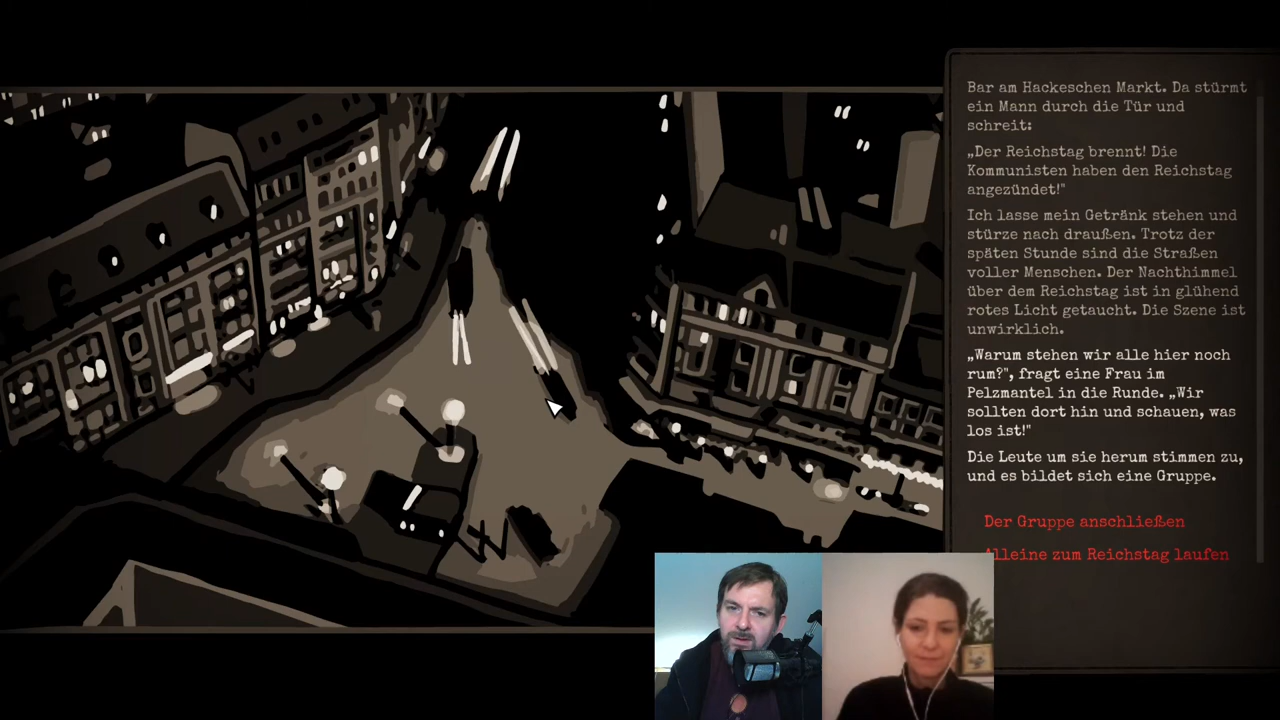 Bar am Hackeschen Markt. Da stürmt
ein Mann durch die Tür und
schreit:
„Der Reichstag brennt! Die
Kommunisten haben den Reichstag
angezündet!"
Ich lasse mein Getränk stehen und
stürze nach draußen. Trotz der
späten Stunde sind die Straßen
voller Menschen. Der Nachthimmel
über dem Reichstag ist in glühend
rotes Licht getaucht. Die Szene ist
unwirklich.
„Warum stehen wir alle hier noch
rum?", fragt eine Frau im
Pelzmantel in die Runde. „Wir
sollten dort hin und schauen, was
los ist!"
Die Leute um sie herum stimmen zu,
und es bildet sich eine Gruppe.
Der Gruppe anschließen
Alleine zum Reichstag laufen